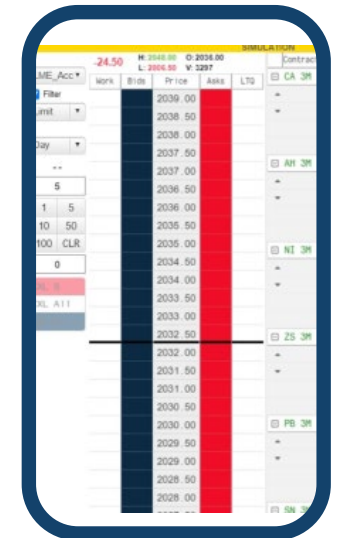 SIMULATION
-24.50 H: 2048.00 O: 2036.00
L: 2006.50 V: 3297
Contrac
LME_Acc
Work Bids Price Asks LTQ
CA 3M
Filter
2039.00
Limit
2038.50
2038.00
Day
2037.50
--
2037.00
AH 3M
5
2036.50
1 5
2036.00
10 50
2035.50
100 CLR
2035.00
NI 3M
0
2034.50
2034.00
2033.50
XL All
2033.00
2032.50
ZS 3M
2032.00
2031.50
2031.00
2030.50
2030.00
PB 3M
2029.50
2029.00
2028.50
2028.00
SN 3M